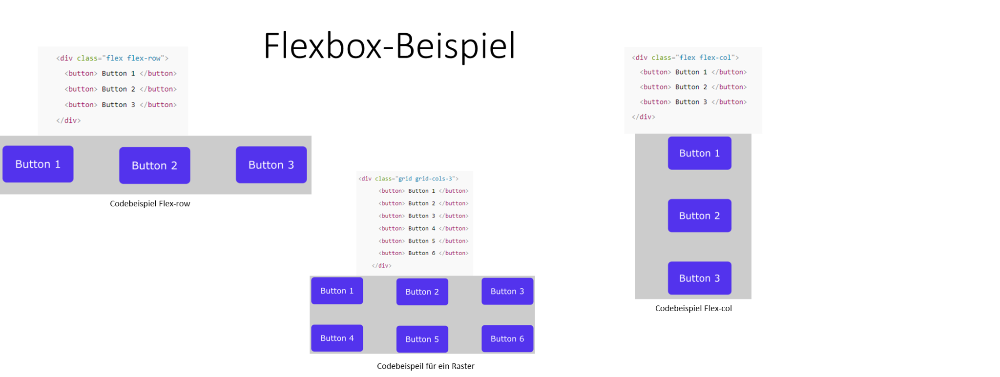 Flexbox-Beispiel
<div class="flex flex-row">
<button> Button 1 </button>
<button> Button 2 </button>
<button> Button 3 </button>
</div>
Button 1
Button 2
Button 3
Codebeispiel Flex-row
<div class="grid grid-cols-3">
<button> Button 1 </button>
<button> Button 2 </button>
<button> Button 3 </button>
<button> Button 4 </button>
<button> Button 5 </button>
<button> Button 6 </button>
</div>
Button 1
Button 2
Button 3
Button 4
Button 5
Button 6
Codebeispeil für ein Raster
<div class="flex flex-col">
<button> Button 1 </button>
<button> Button 2 </button>
<button> Button 3 </button>
</div>
Button 1
Button 2
Button 3
Codebeispiel Flex-col